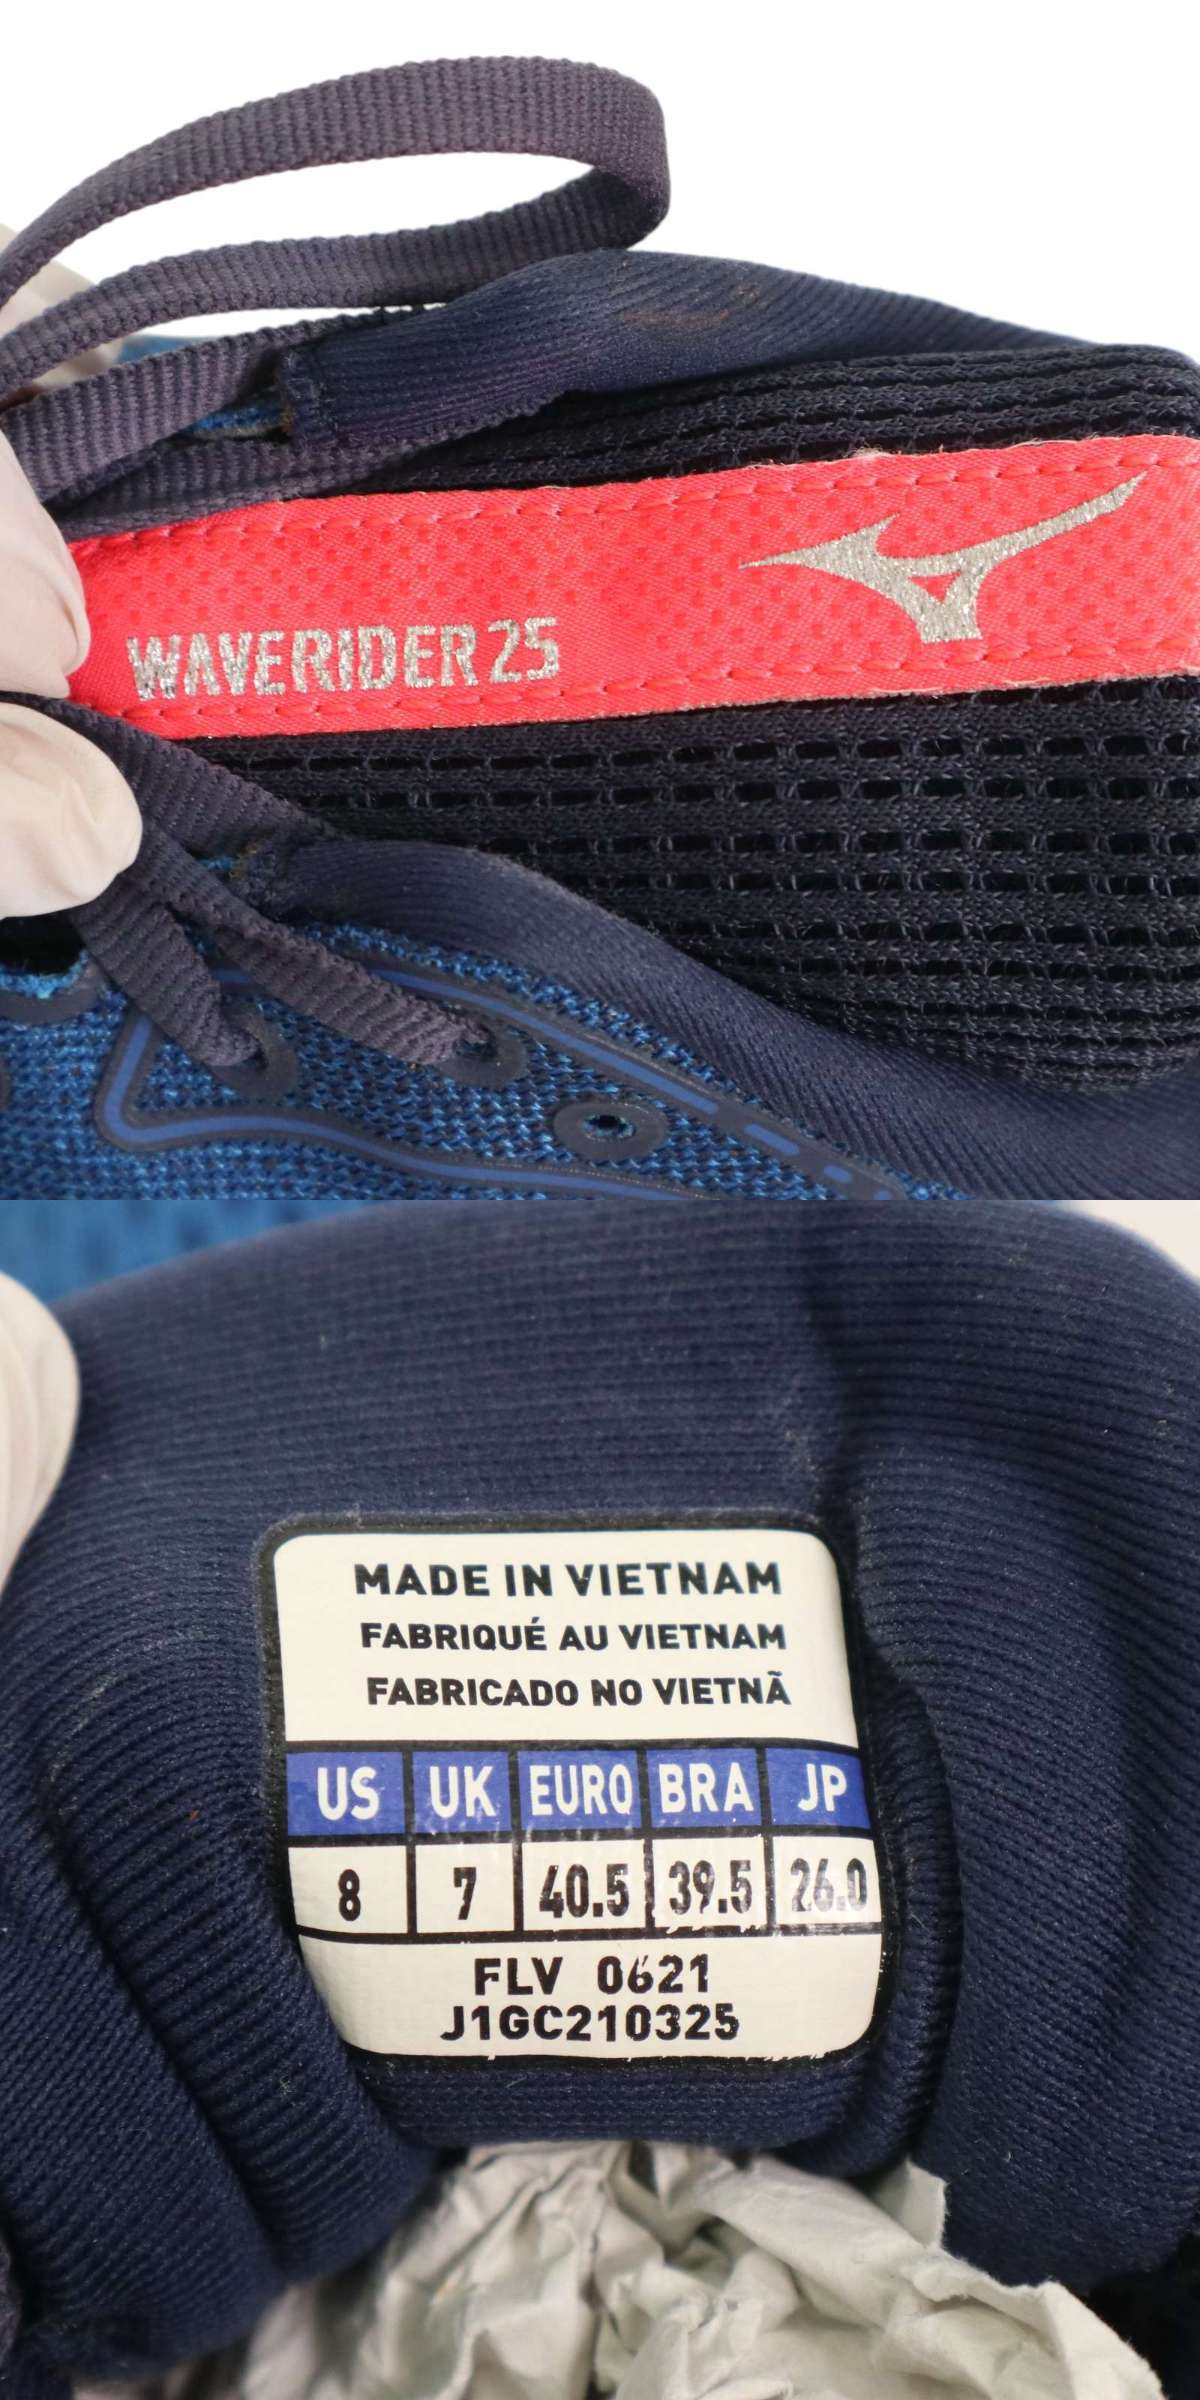 WAVERIDER 25
MADE IN VIETNAM
FABRIQUÉ AU VIETNAM
FABRICADO NO VIETNÃ
US UK EURO BRA JP
8 7 40.5 39.5 26.0
FLV 0621
J1GC210325